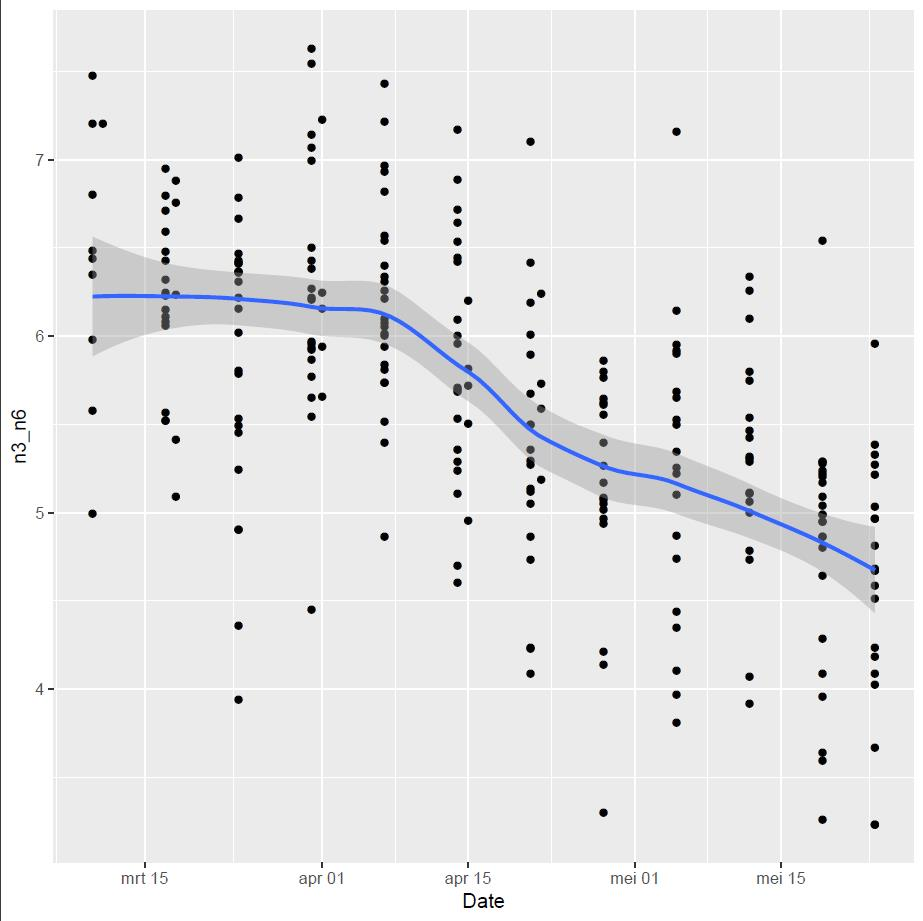 7
6
5
4
n3_n6
mrt 15
apr 01
apr 15
mei 01
mei 15
Date